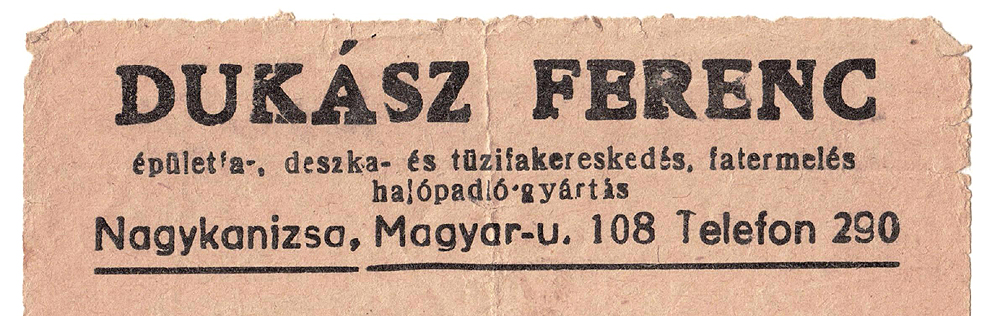 DUKÁSZ FERENC
épületfa-, deszka- és tüzifakereskedés, fatermelés
hajópadló-gyártás
Nagykanizsa, Magyar-u. 108 Telefon 290